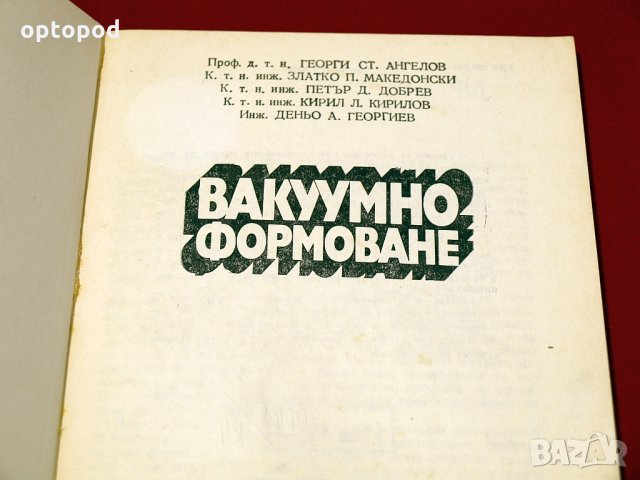 optopod
Проф. д. т. н. ГЕОРГИ СТ. АНГЕЛОВ
К. т. н. инж. ЗЛАТКО П. МАКЕДОНСКИ
К. т. н. инж. ПЕТЪР Д. ДОБРЕВ
К. т. н. инж. КИРИЛ Л. КИРИЛОВ
Инж. ДЕНЬО А. ГЕОРГИЕВ
ВАКУУМНО
ФОРМОВАНЕ
BAZAR